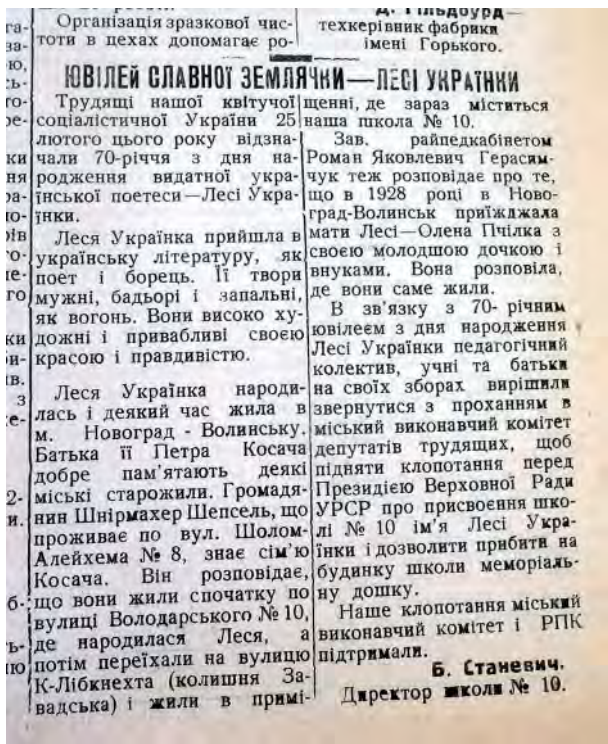 Організація зразкової чис-
тоти в цехах допомагає ро-
техкерівник фабрики
імені Горького.
ЮВІЛЕЙ СЛАВНОЇ ЗЕМЛЯЧКИ—ЛЕСІ УКРАЇНКИ
Трудящі нашої квітучої
соціалістичної України 25
лютого цього року відзна-
чали 70-річчя з дня на-
родження видатної укра-
їнської поетеси—Лесі Укра-
їнки.
Леся Українка прийшла в
українську літературу, як
поет і борець. Її твори
мужні, бадьорі і запальні,
як вогонь. Вони високо ху-
дожні і привабливі своєю
красою і правдивістю.
Леся Українка народи-
лась і деякий час жила в
м. Новоград - Волинську.
Батька її Петра Косача
добре пам'ятають деякі
міські старожили. Громадя-
нин Шнірмахер Шепсель, що
проживає по вул. Шолом-
Алейхема № 8, знає сім'ю
Косача. Він розповідає,
що вони жили спочатку по
вулиці Володарського № 10,
де народилася Леся, а
потім переїхали на вулицю
К-Лібкнехта (колишня За-
вадська) і жили в примі-
щенні, де зараз міститься
наша школа № 10.
Зав. райпедкабінетом
Роман Яковлевич Герасим-
чук теж розповідає про те,
що в 1928 році в Ново-
град-Волинськ приїжджала
мати Лесі—Олена Пчілка з
своєю молодшою дочкою і
внуками. Вона розповіла,
де вони саме жили.
В зв'язку з 70- річним
ювілеєм з дня народження
Лесі Українки педагогічний
колектив, учні та батьки
на своїх зборах вирішили
звернутися з проханням в
міський виконавчий комітет
депутатів трудящих, щоб
підняти клопотання перед
Президією Верховної Ради
УРСР про присвоєння шко-
лі № 10 ім'я Лесі Укра-
їнки і дозволити прибити на
будинку школи меморіаль-
ну дошку.
Наше клопотання міський
виконавчий комітет і РПК
підтримали.
Б. Станевич.
Директор школи № 10.